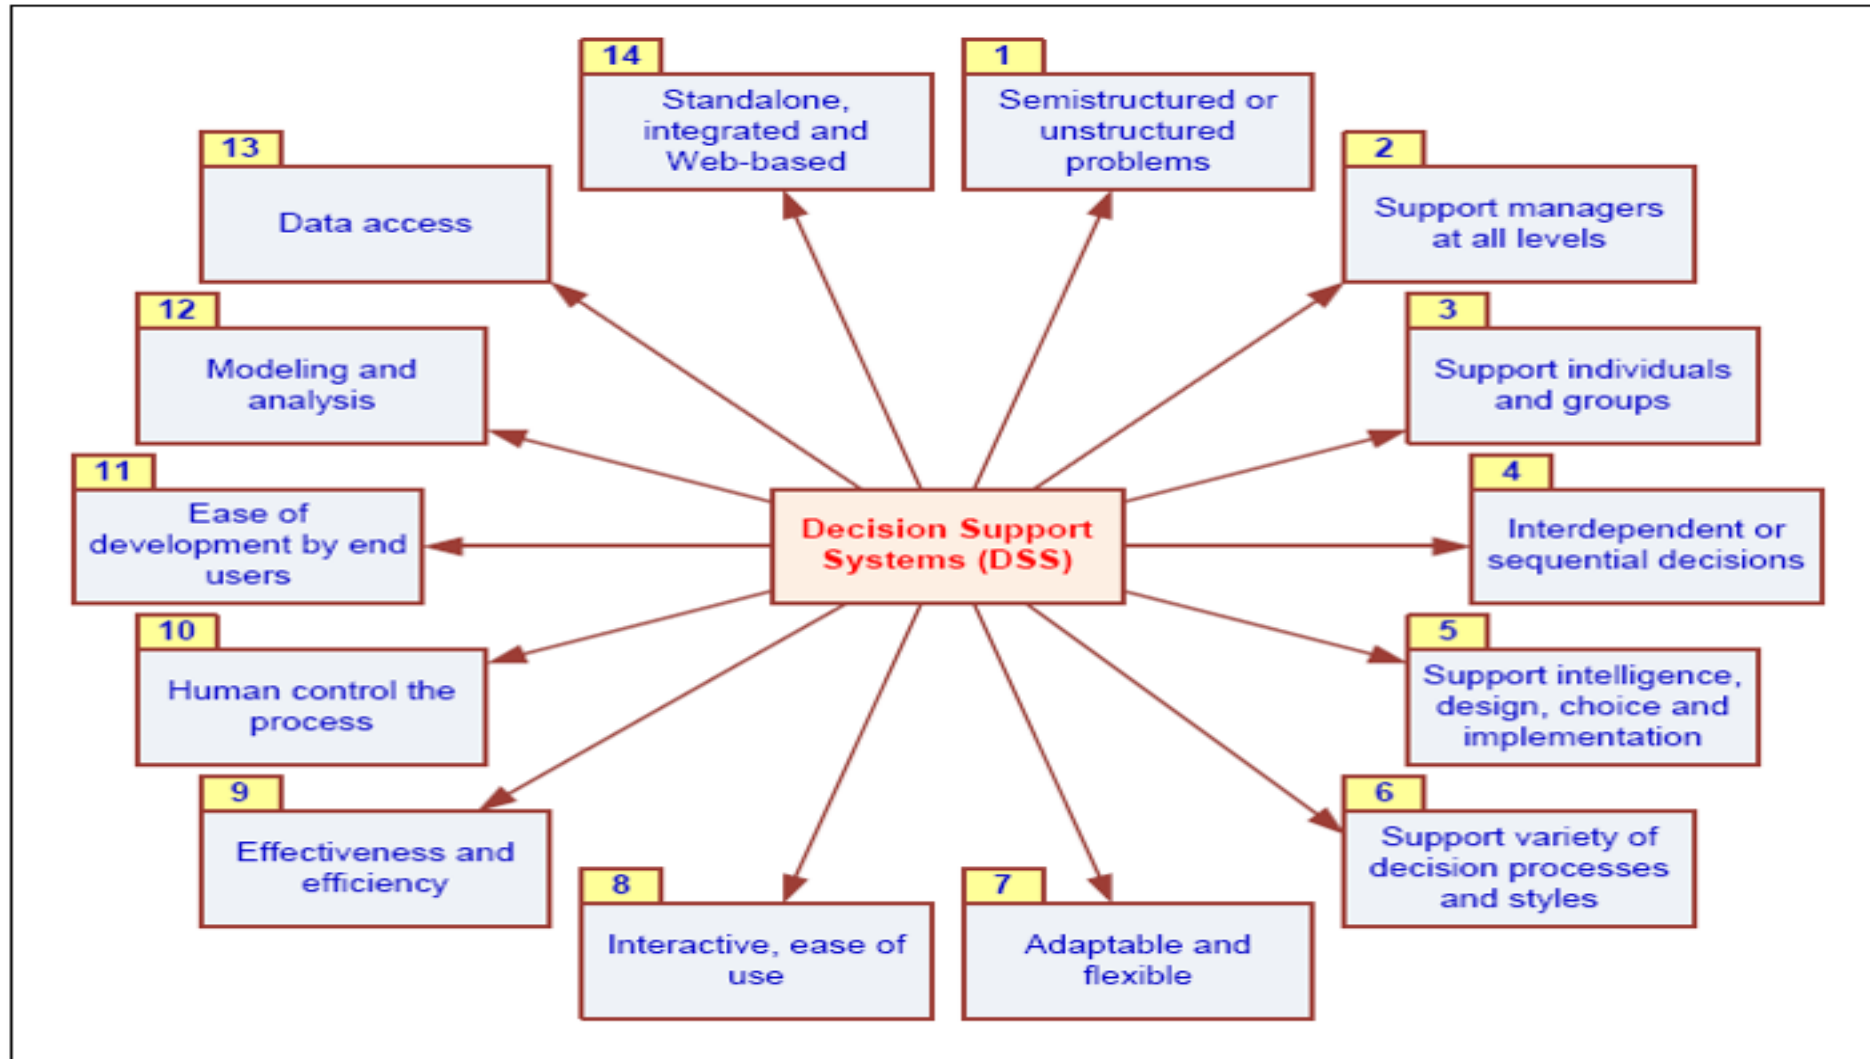 14
Standalone,
integrated and
Web-based
1
Semistructured or
unstructured
problems
13
Data access
2
Support managers
at all levels
12
Modeling and
analysis
3
Support individuals
and groups
11
Ease of
development by end
users
Decision Support
Systems (DSS)
4
Interdependent or
sequential decisions
10
Human control the
process
5
Support intelligence,
design, choice and
implementation
9
Effectiveness and
efficiency
6
Support variety of
decision processes
and styles
8
Interactive, ease of
use
7
Adaptable and
flexible